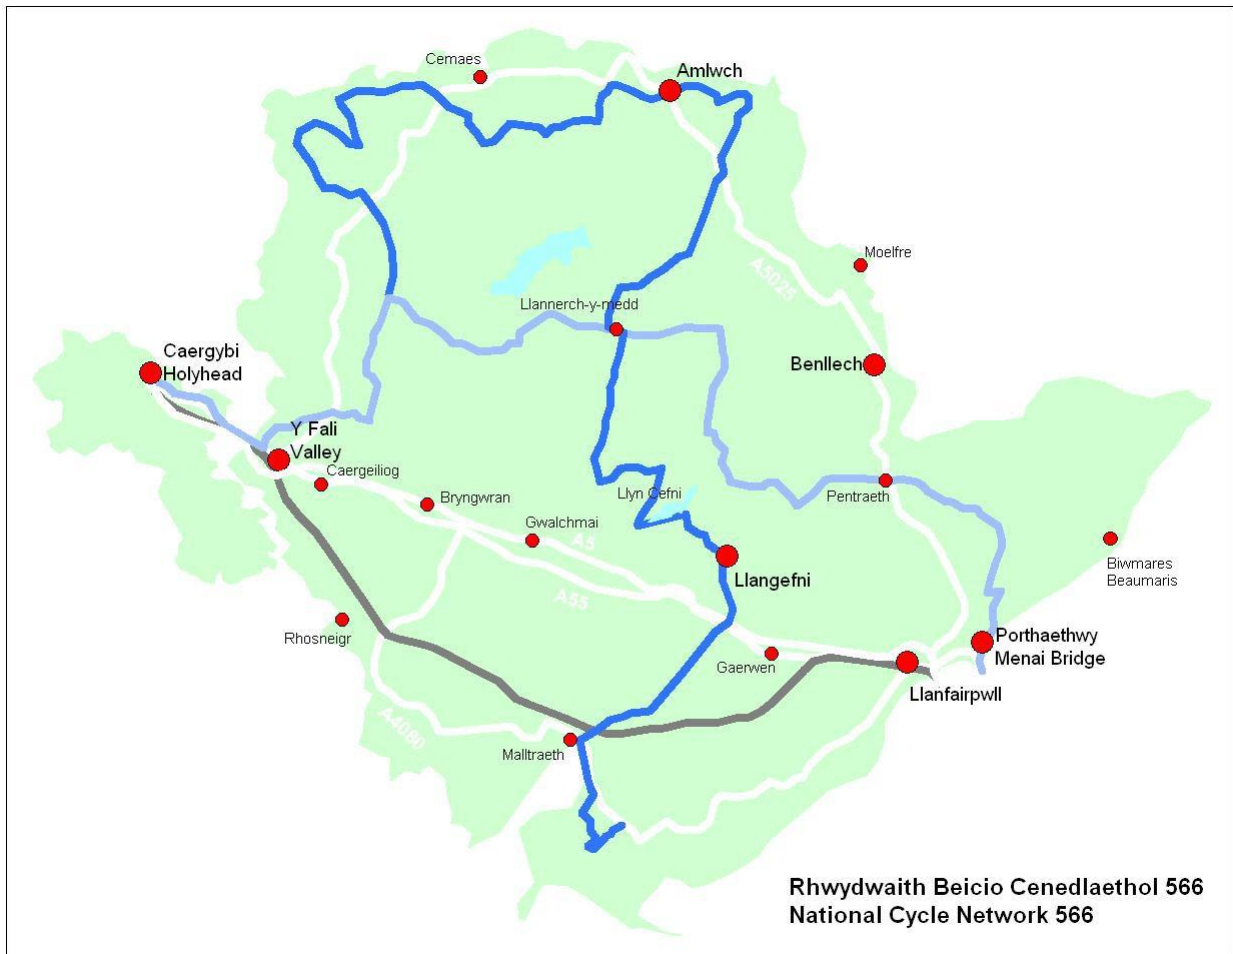 Cemaes
Amlwch
Moelfre
A5025
Llannerch-y-medd
Caergybi
Holyhead
Benllech
Y Fali
Valley
Caergeiliog
Bryngwran
Llyn Cefni
Pentraeth
Gwalchmai
A5
Llangefni
Biwmares
Beaumaris
A55
Rhosneigr
Gaerwen
Porthaethwy
Menai Bridge
Llanfairpwll
A4080
Malltraeth
Rhwydwaith Beicio Cenedlaethol 566
National Cycle Network 566